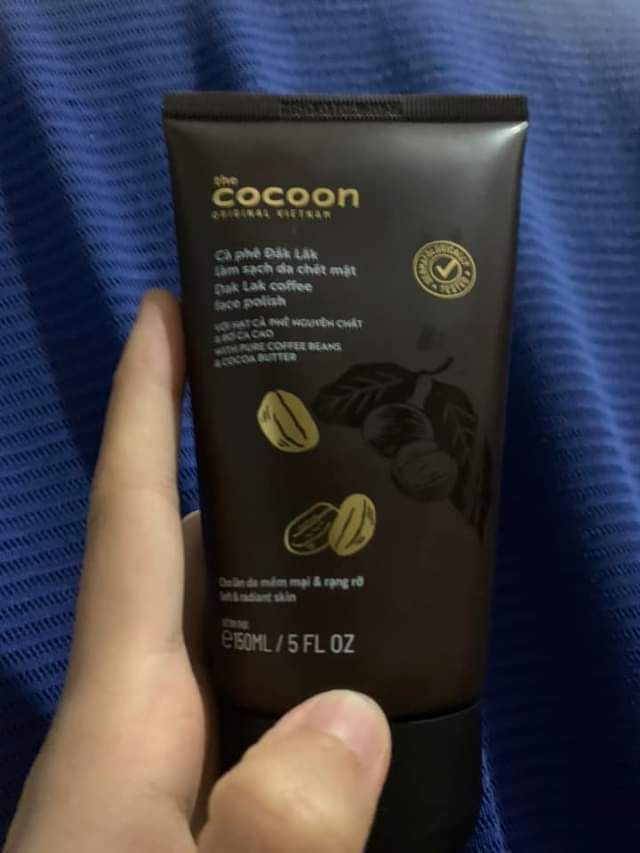 the
cocoon
ORIGINAL VIETNAM
Cà phê Đắk Lắk
làm sạch da chết mặt
Dak Lak coffee
face polish
VỚI HẠT CÀ PHÊ NGUYÊN CHẤT
& BƠ CA CAO
WITH PURE COFFEE BEANS
& COCOA BUTTER
DERMATOLOGICALLY
TESTED
Cho làn da mềm mại & rạng rỡ
Soft & radiant skin
℮150ML / 5 FL OZ